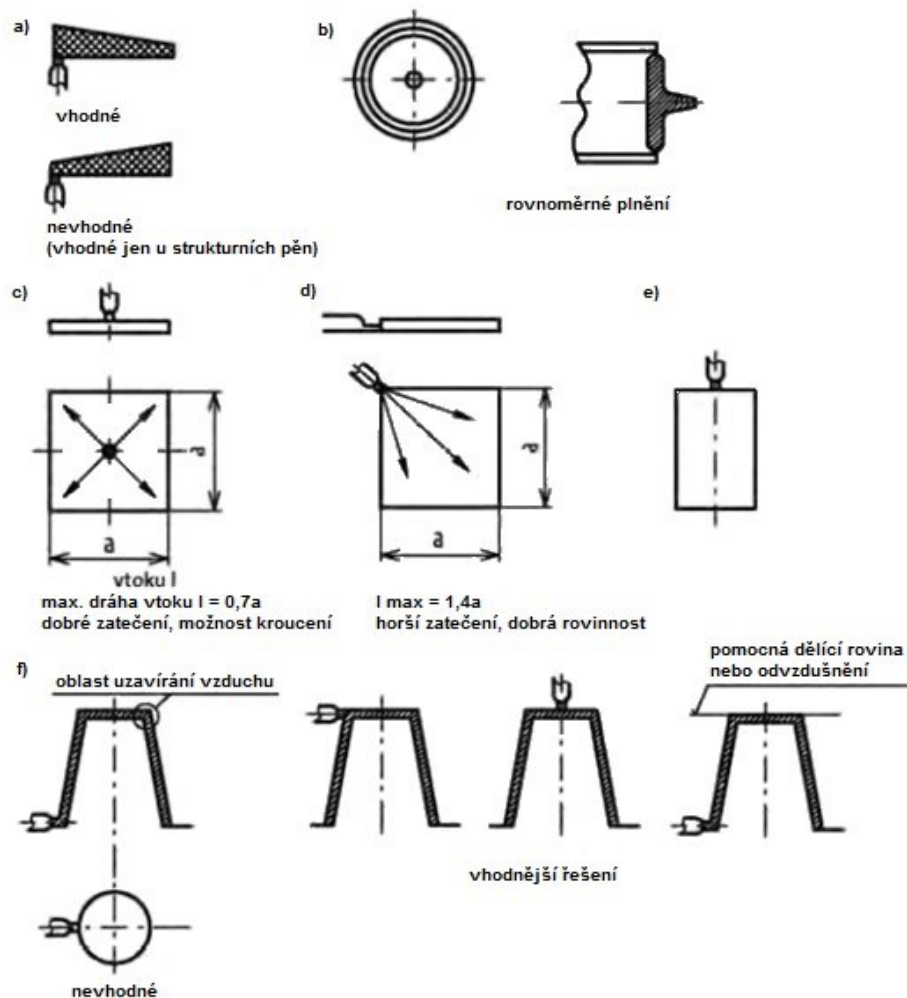 a)
b)
vhodné
nevhodné
(vhodné jen u strukturních pěn)
rovnoměrné plnění
c)
d)
e)
a
a
a
a
vtoku l
max. dráha vtoku l = 0,7a
dobré zatečení, možnost kroucení
l max = 1,4a
horší zatečení, dobrá rovinnost
f)
oblast uzavírání vzduchu
pomocná dělící rovina
nebo odvzdušnění
vhodnější řešení
nevhodné